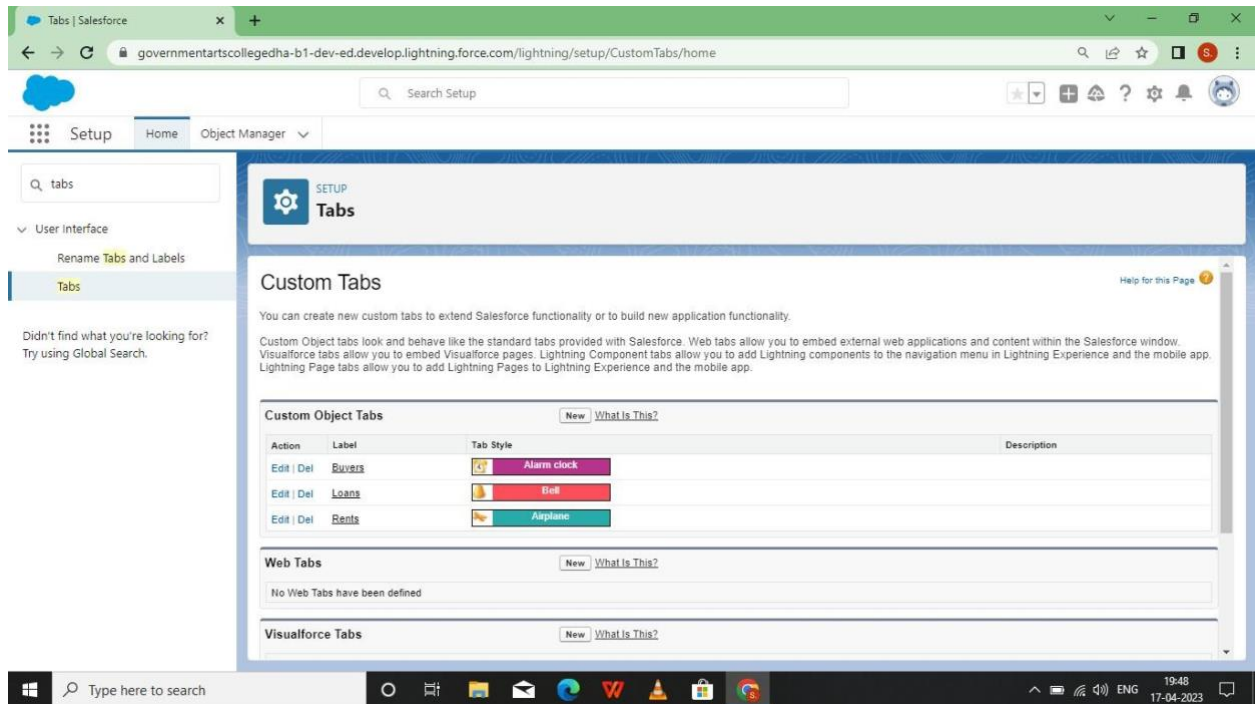 Tabs | Salesforce
governmentartscollegedha-b1-dev-ed.develop.lightning.force.com/lightning/setup/CustomTabs/home
S.
Search Setup
Setup
Home
Object Manager
tabs
User Interface
Rename Tabs and Labels
Tabs
Didn't find what you're looking for?
Try using Global Search.
SETUP
Tabs
Custom Tabs
Help for this Page
You can create new custom tabs to extend Salesforce functionality or to build new application functionality.
Custom Object tabs look and behave like the standard tabs provided with Salesforce. Web tabs allow you to embed external web applications and content within the Salesforce window.
Visualforce tabs allow you to embed Visualforce pages. Lightning Component tabs allow you to add Lightning components to the navigation menu in Lightning Experience and the mobile app.
Lightning Page tabs allow you to add Lightning Pages to Lightning Experience and the mobile app.
Custom Object Tabs New What Is This?
Action Label Tab Style Description
Edit | Del Buyers Alarm clock
Edit | Del Loans Bell
Edit | Del Rents Airplane
Web Tabs New What Is This?
No Web Tabs have been defined
Visualforce Tabs New What Is This?
Type here to search
ENG
19:48
17-04-2023